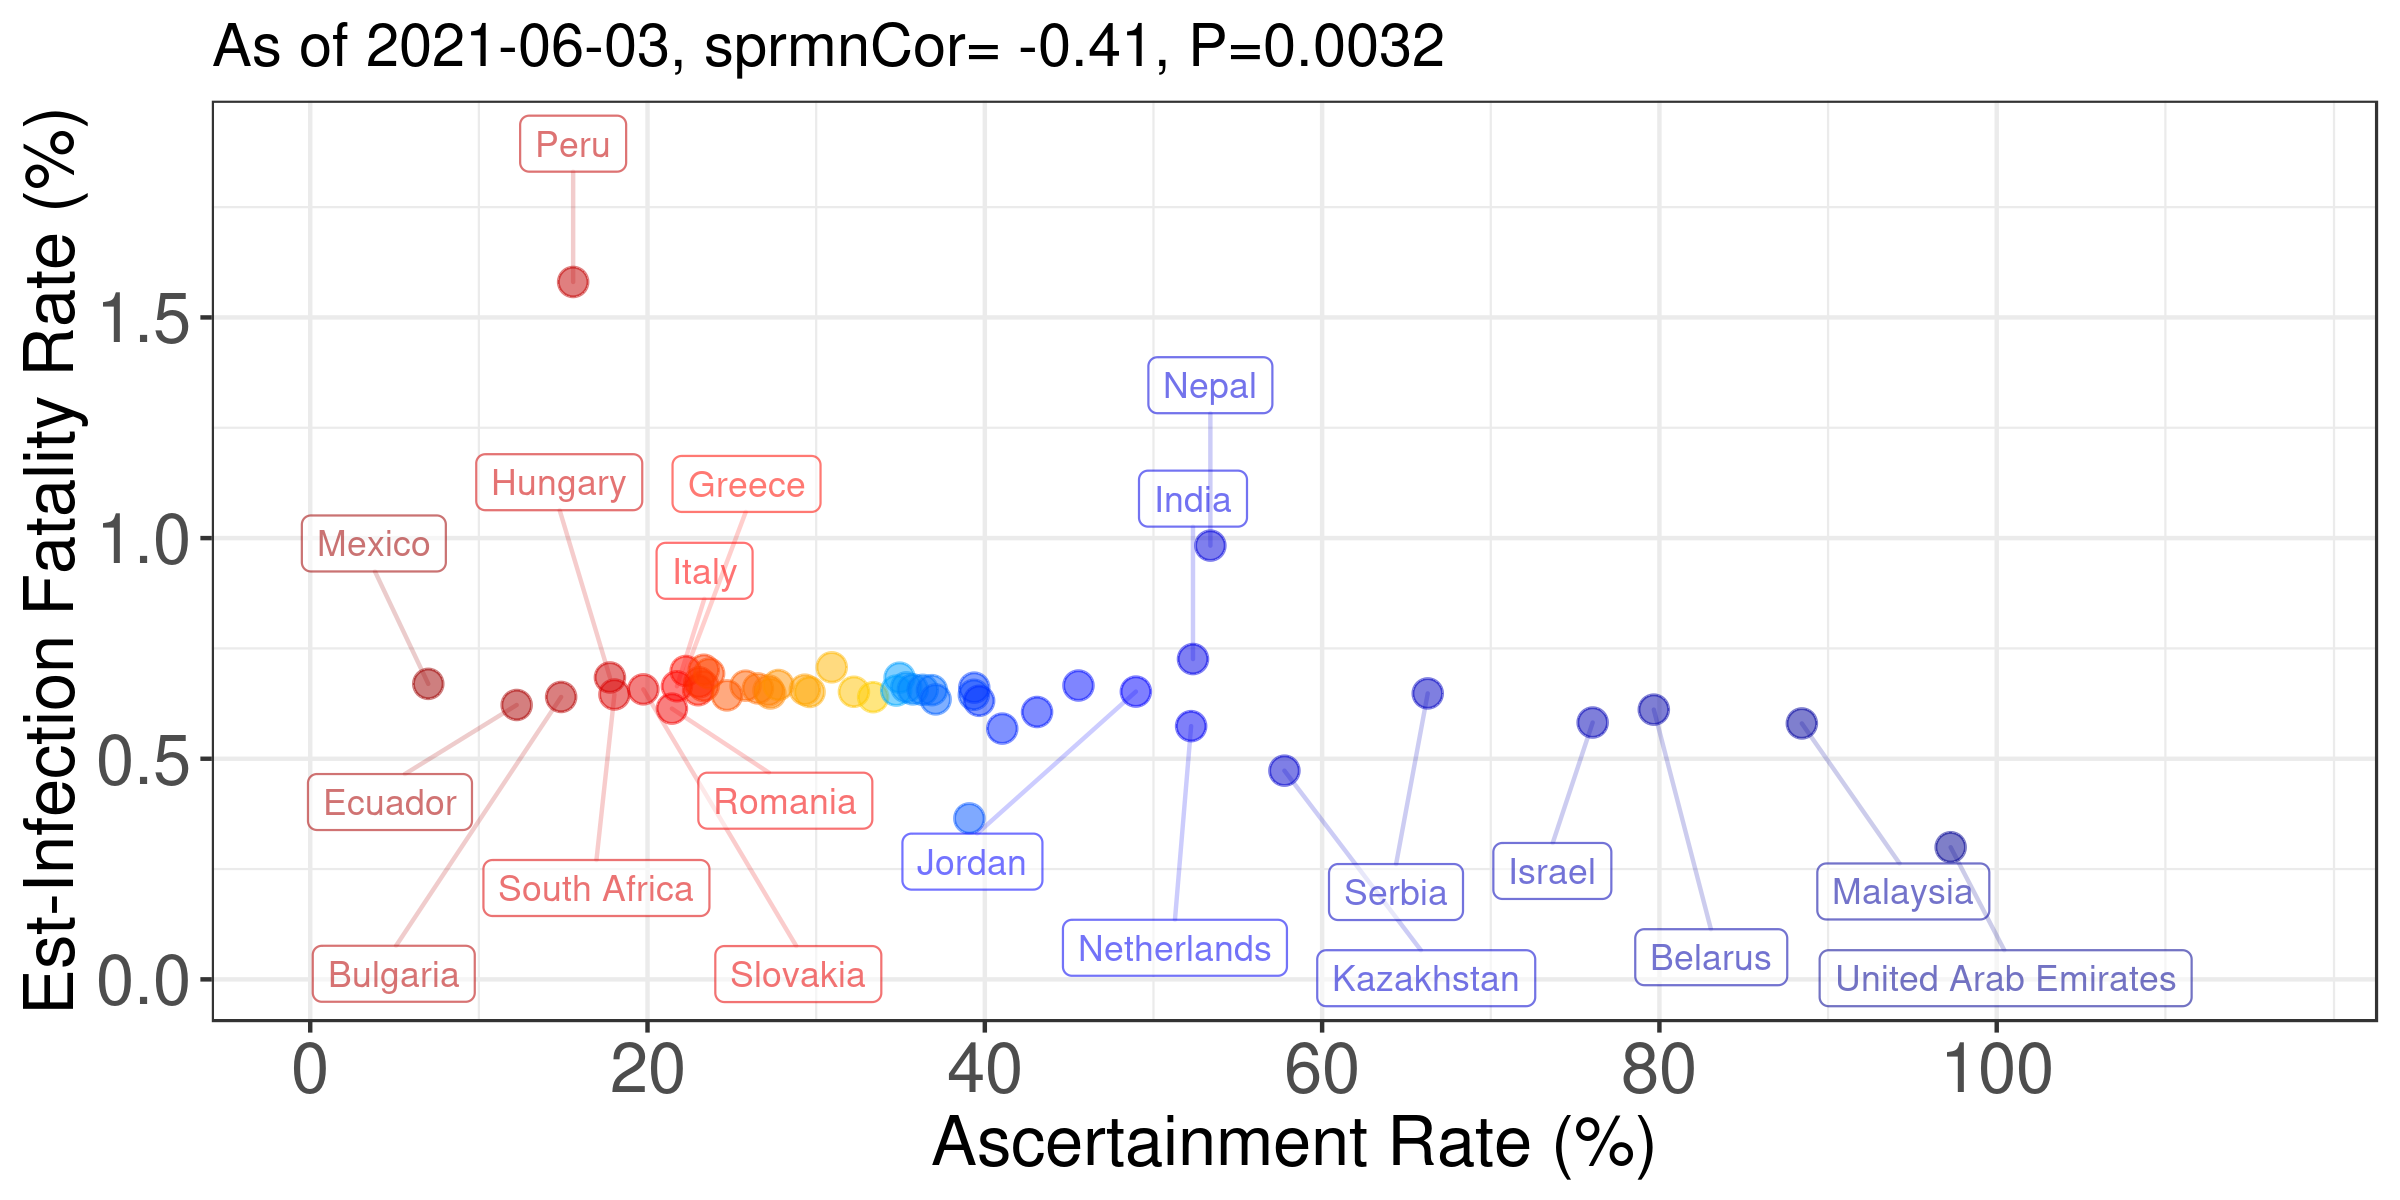 As of 2021-06-03, sprmnCor= -0.41, P=0.0032
Est-Infection Fatality Rate (%)
1.5
1.0
0.5
0.0
Peru
Nepal
Hungary
Greece
India
Mexico
Italy
Ecuador
Romania
Jordan
Israel
South Africa
Serbia
Malaysia
Netherlands
Belarus
Bulgaria
Slovakia
Kazakhstan
United Arab Emirates
0 20 40 60 80 100
Ascertainment Rate (%)